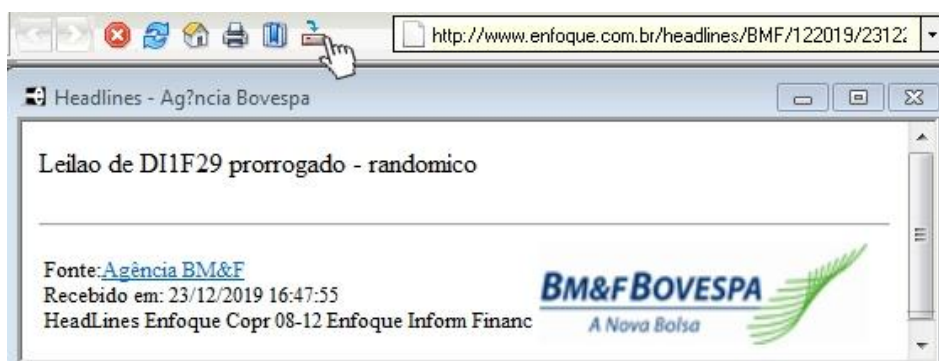 http://www.enfoque.com.br/headlines/BMF/122019/2312
Headlines - Ag?ncia Bovespa
Leilao de DI1F29 prorrogado - randomico
Fonte:Agência BM&F
Recebido em: 23/12/2019 16:47:55
HeadLines Enfoque Copr 08-12 Enfoque Inform Financ
BM&FBOVESPA
A Nova Bolsa